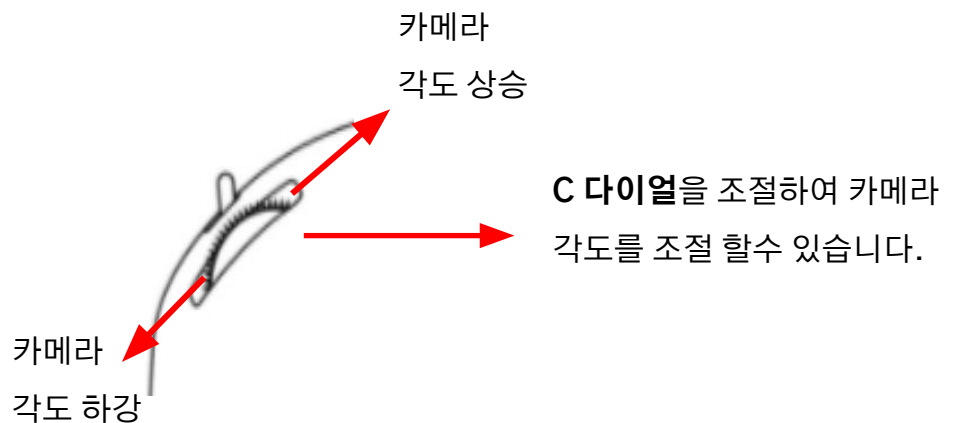 카메라
각도 상승
C 다이얼을 조절하여 카메라
각도를 조절 할수 있습니다.
카메라
각도 하강